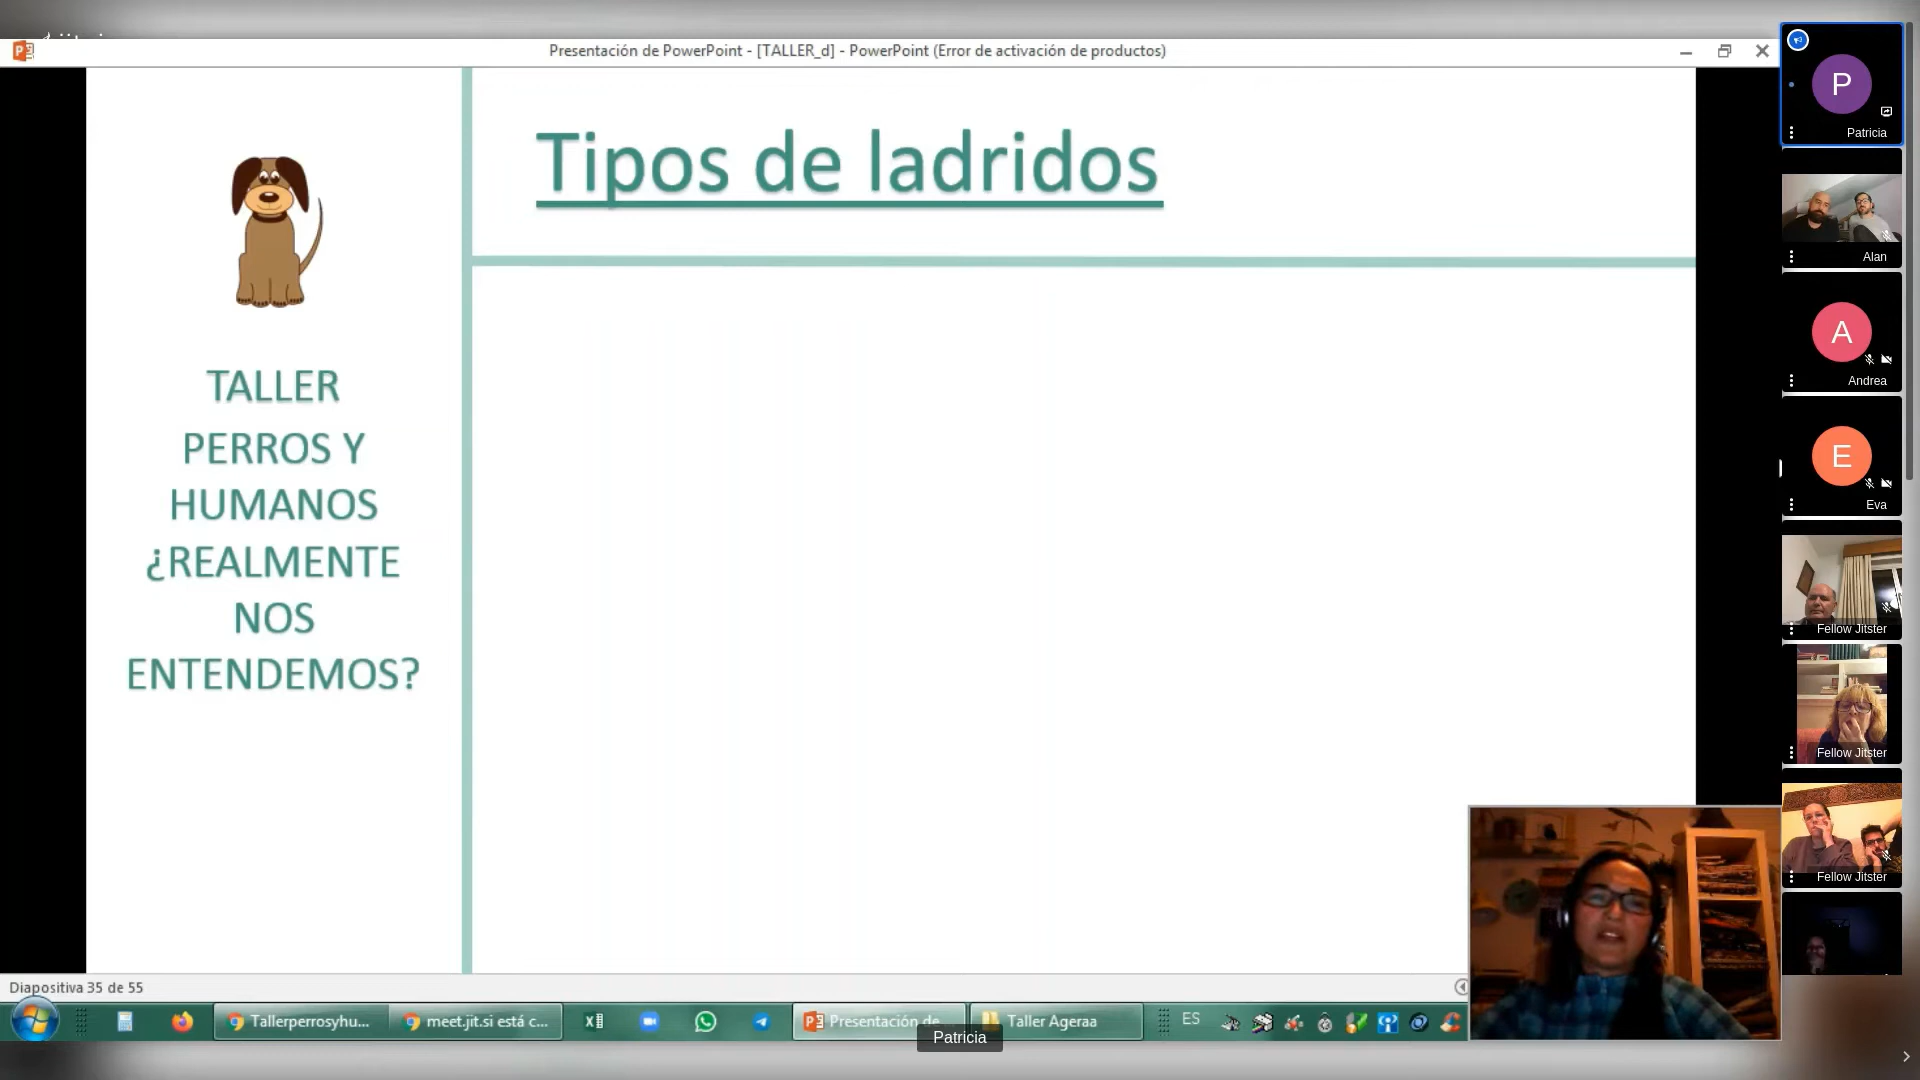 Presentación de PowerPoint - [TALLER_d] - PowerPoint (Error de activación de productos)
Tipos de ladridos
TALLER
PERROS Y
HUMANOS
¿REALMENTE
NOS
ENTENDEMOS?
Diapositiva 35 de 55
Tallerperrosyhu...
meet.jit.si está c...
Presentación de
Taller Ageraa
ES
Patricia
P
Patricia
Alan
A
Andrea
E
Eva
Fellow Jitster
Fellow Jitster
Fellow Jitster